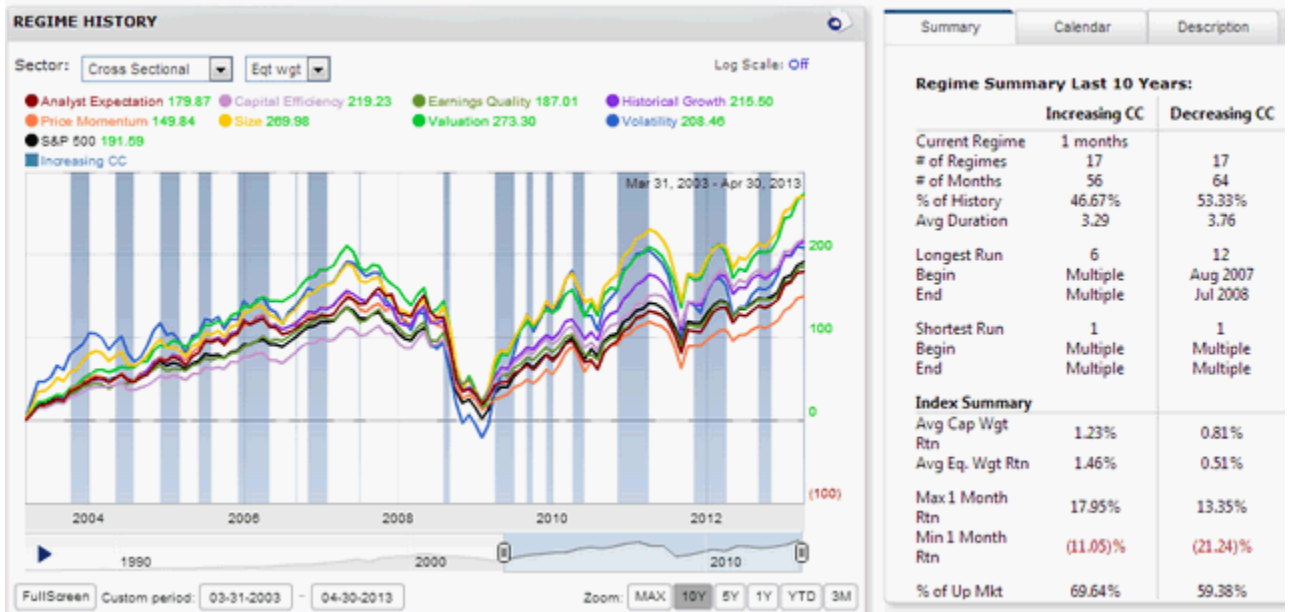 REGIME HISTORY
Sector: Cross Sectional Eqt wgt Log Scale: Off
Analyst Expectation 179.87 Capital Efficiency 219.23 Earnings Quality 187.01 Historical Growth 215.50
Price Momentum 149.84 Size 269.98 Valuation 273.30 Volatility 208.46
S&P 500 191.59
Increasing CC
Mar 31, 2003 - Apr 30, 2013
200
100
0
(100)
2004 2006 2008 2010 2012
1990 2000 2010
FullScreen Custom period: 03-31-2003 - 04-30-2013 Zoom: MAX 10Y 5Y 1Y YTD 3M
Summary Calendar Description
Regime Summary Last 10 Years:
Increasing CC Decreasing CC
Current Regime 1 months
# of Regimes 17 17
# of Months 56 64
% of History 46.67% 53.33%
Avg Duration 3.29 3.76
Longest Run 6 12
Begin Multiple Aug 2007
End Multiple Jul 2008
Shortest Run 1 1
Begin Multiple Multiple
End Multiple Multiple
Index Summary
Avg Cap Wgt
Rtn 1.23% 0.81%
Avg Eq. Wgt Rtn 1.46% 0.51%
Max 1 Month
Rtn 17.95% 13.35%
Min 1 Month
Rtn (11.05)% (21.24)%
% of Up Mkt 69.64% 59.38%